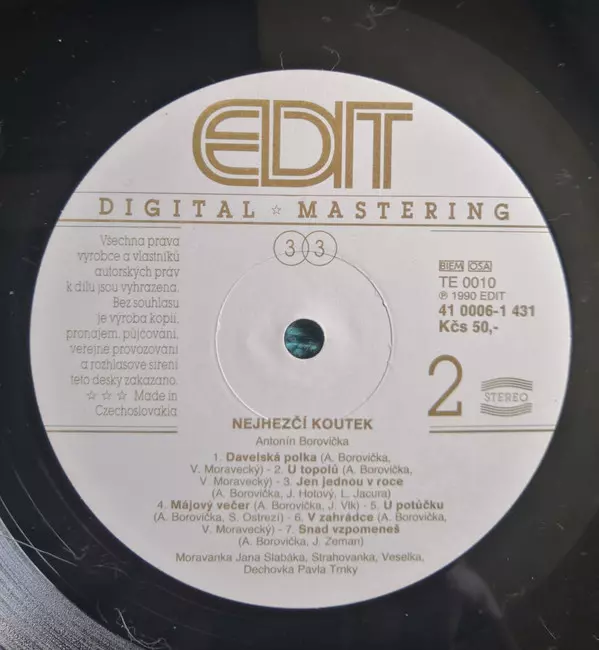 EDIT
DIGITAL ☆ MASTERING
33
Všechna práva
výrobce a vlastníků
autorských práv
k dílu jsou vyhrazena.
Bez souhlasu
je výroba kopií,
pronájem, půjčování,
veřejné provozování
a rozhlasové šíření
této desky zakázáno.
☆ ☆ ☆ Made in
Czechoslovakia
BIEM OSA
TE 0010
℗ 1990 EDIT
41 0006-1 431
Kčs 50,-
2
STEREO
NEJHEZČÍ KOUTEK
Antonín Borovička
1. Davelská polka (A. Borovička,
V. Moravecký) - 2. U topolů (A. Borovička,
V. Moravecký) - 3. Jen jednou v roce
(A. Borovička, J. Hotový, L. Jacura)
4. Májový večer (A. Borovička, J. Vlk) - 5. U potůčku
(A. Borovička, S. Ostrezí) - 6. V zahrádce (A. Borovička,
V. Moravecký) - 7. Snad vzpomeneš
(A. Borovička, J. Zeman)
Moravanka Jana Slabáka, Strahovanka, Veselka,
Dechovka Pavla Trnky